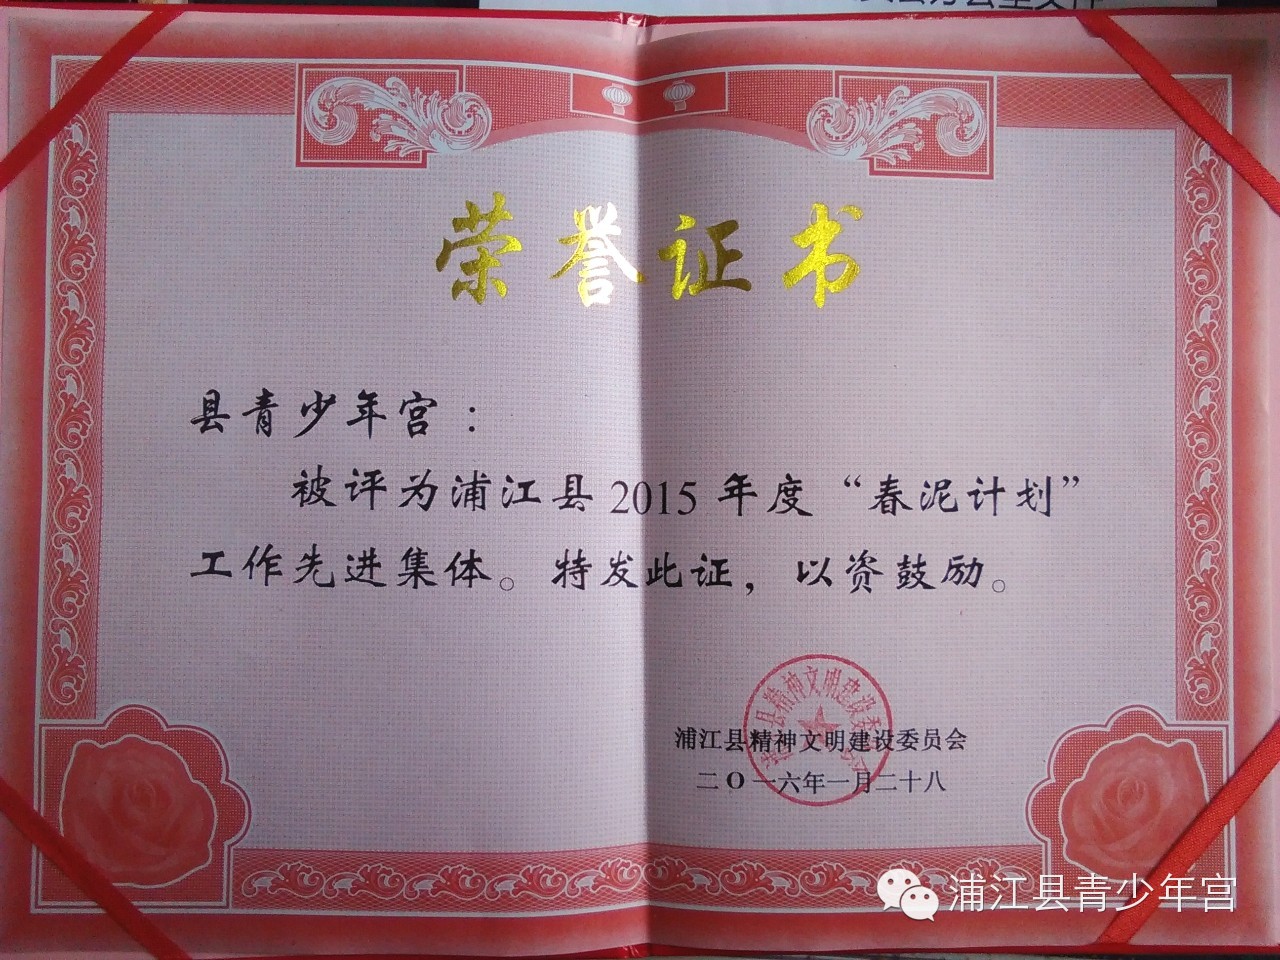 荣誉证书
县青少年宫：
被评为浦江县2015年度“春泥计划”
工作先进集体。特发此证，以资鼓励。
浦江县精神文明建设委员会
二O一六年一月二十八
浦江县青少年宫